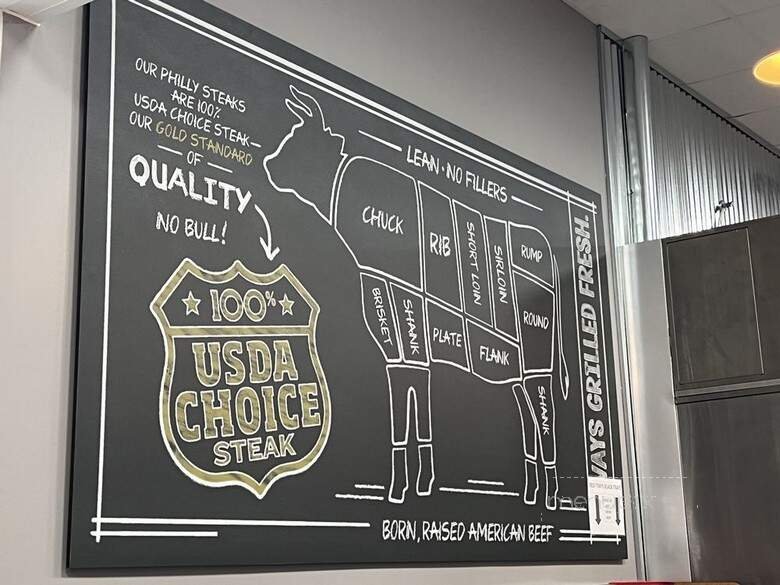 OUR PHILLY STEAKS
ARE 100%
USDA CHOICE STEAK—
OUR GOLD STANDARD
— OF —
QUALITY
NO BULL!
100%
USDA
CHOICE
STEAK
LEAN · NO FILLERS
CHUCK
RIB
SHORT LOIN
SIRLOIN
RUMP
BRISKET
SHANK
PLATE
FLANK
ROUND
SHANK
BORN, RAISED AMERICAN BEEF
WAYS GRILLED FRESH.